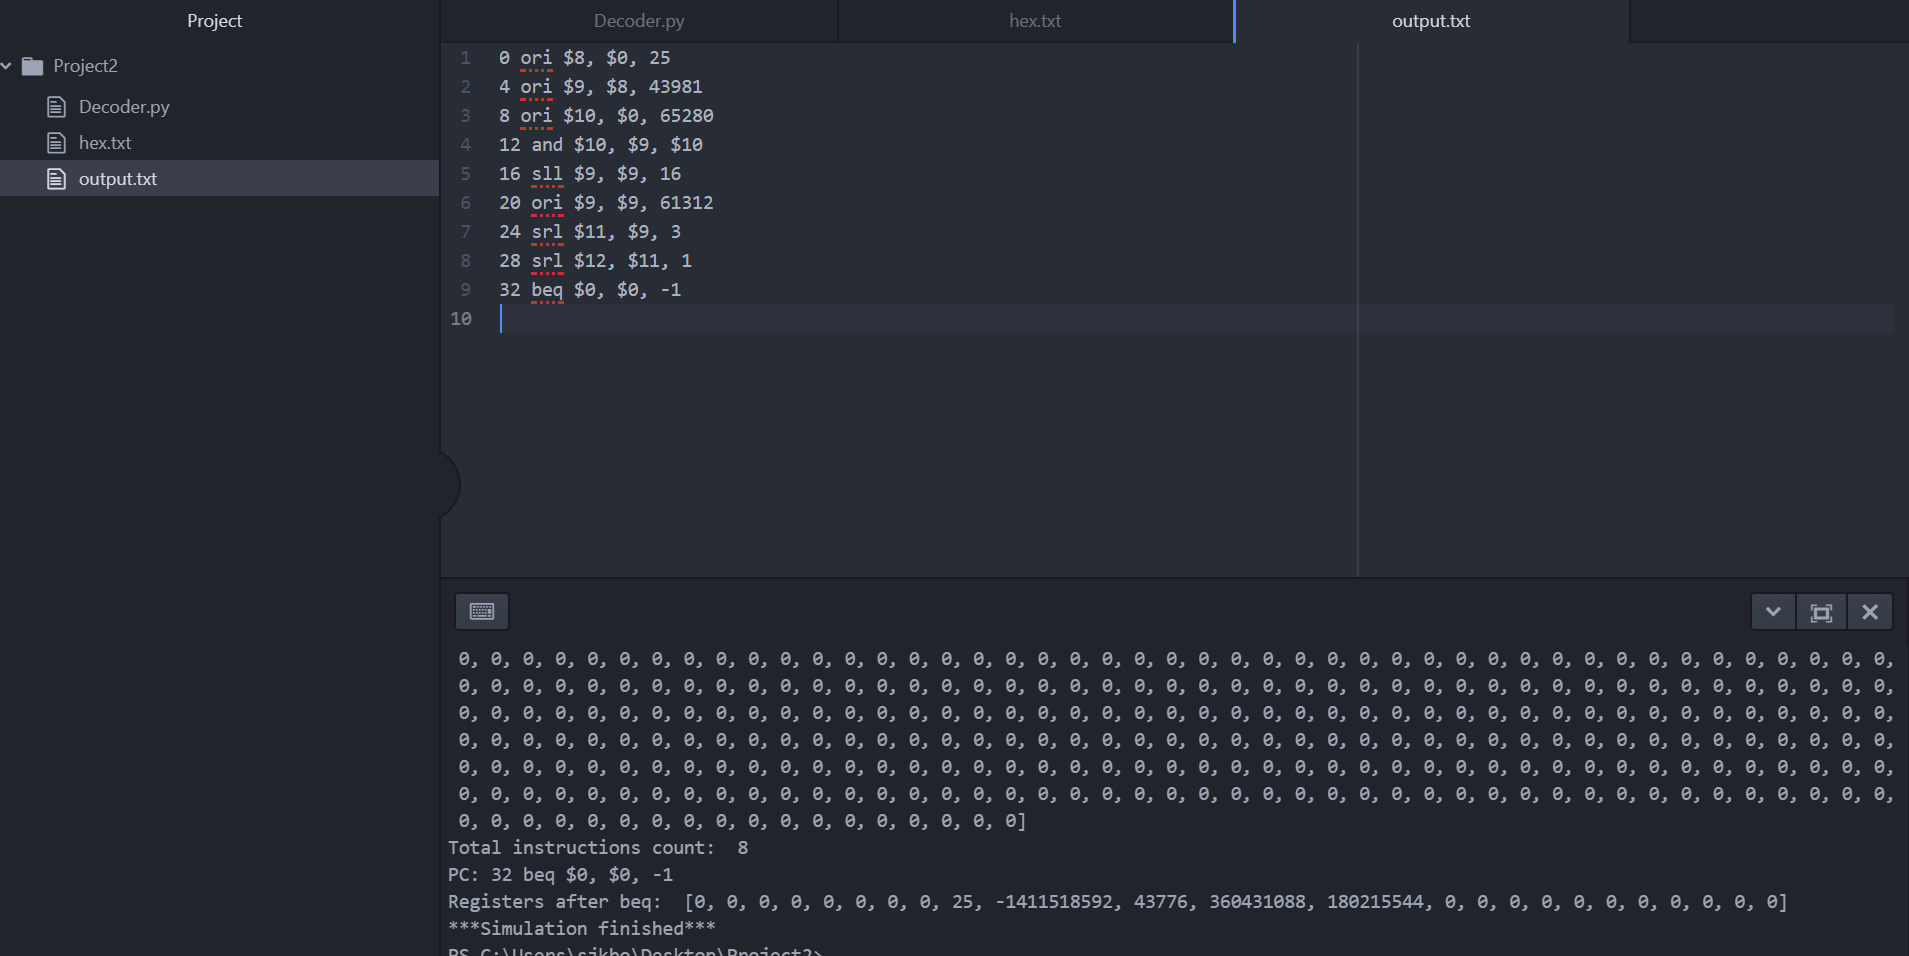 Project
Decoder.py
hex.txt
output.txt
Project2
Decoder.py
hex.txt
output.txt
1 0 ori $8, $0, 25
2 4 ori $9, $8, 43981
3 8 ori $10, $0, 65280
4 12 and $10, $9, $10
5 16 sll $9, $9, 16
6 20 ori $9, $9, 61312
7 24 srl $11, $9, 3
8 28 srl $12, $11, 1
9 32 beq $0, $0, -1
10
0, 0, 0, 0, 0, 0, 0, 0, 0, 0, 0, 0, 0, 0, 0, 0, 0, 0, 0, 0, 0, 0, 0, 0, 0, 0, 0, 0, 0, 0, 0, 0, 0, 0, 0, 0, 0, 0, 0, 0, 0, 0, 0, 0, 0,
0, 0, 0, 0, 0, 0, 0, 0, 0, 0, 0, 0, 0, 0, 0, 0, 0, 0, 0, 0, 0, 0, 0, 0, 0, 0, 0, 0, 0, 0, 0, 0, 0, 0, 0, 0, 0, 0, 0, 0, 0, 0, 0, 0, 0,
0, 0, 0, 0, 0, 0, 0, 0, 0, 0, 0, 0, 0, 0, 0, 0, 0, 0, 0, 0, 0, 0, 0, 0, 0, 0, 0, 0, 0, 0, 0, 0, 0, 0, 0, 0, 0, 0, 0, 0, 0, 0, 0, 0, 0,
0, 0, 0, 0, 0, 0, 0, 0, 0, 0, 0, 0, 0, 0, 0, 0, 0, 0, 0, 0, 0, 0, 0, 0, 0, 0, 0, 0, 0, 0, 0, 0, 0, 0, 0, 0, 0, 0, 0, 0, 0, 0, 0, 0, 0,
0, 0, 0, 0, 0, 0, 0, 0, 0, 0, 0, 0, 0, 0, 0, 0, 0, 0, 0, 0, 0, 0, 0, 0, 0, 0, 0, 0, 0, 0, 0, 0, 0, 0, 0, 0, 0, 0, 0, 0, 0, 0, 0, 0, 0,
0, 0, 0, 0, 0, 0, 0, 0, 0, 0, 0, 0, 0, 0, 0, 0, 0, 0, 0, 0, 0, 0, 0, 0, 0, 0, 0, 0, 0, 0, 0, 0, 0, 0, 0, 0, 0, 0, 0, 0, 0, 0, 0, 0, 0,
0, 0, 0, 0, 0, 0, 0, 0, 0, 0, 0, 0, 0, 0, 0, 0, 0, 0]
Total instructions count:  8
PC: 32 beq $0, $0, -1
Registers after beq:  [0, 0, 0, 0, 0, 0, 0, 0, 25, -1411518592, 43776, 360431088, 180215544, 0, 0, 0, 0, 0, 0, 0, 0, 0, 0, 0]
***Simulation finished***
PS